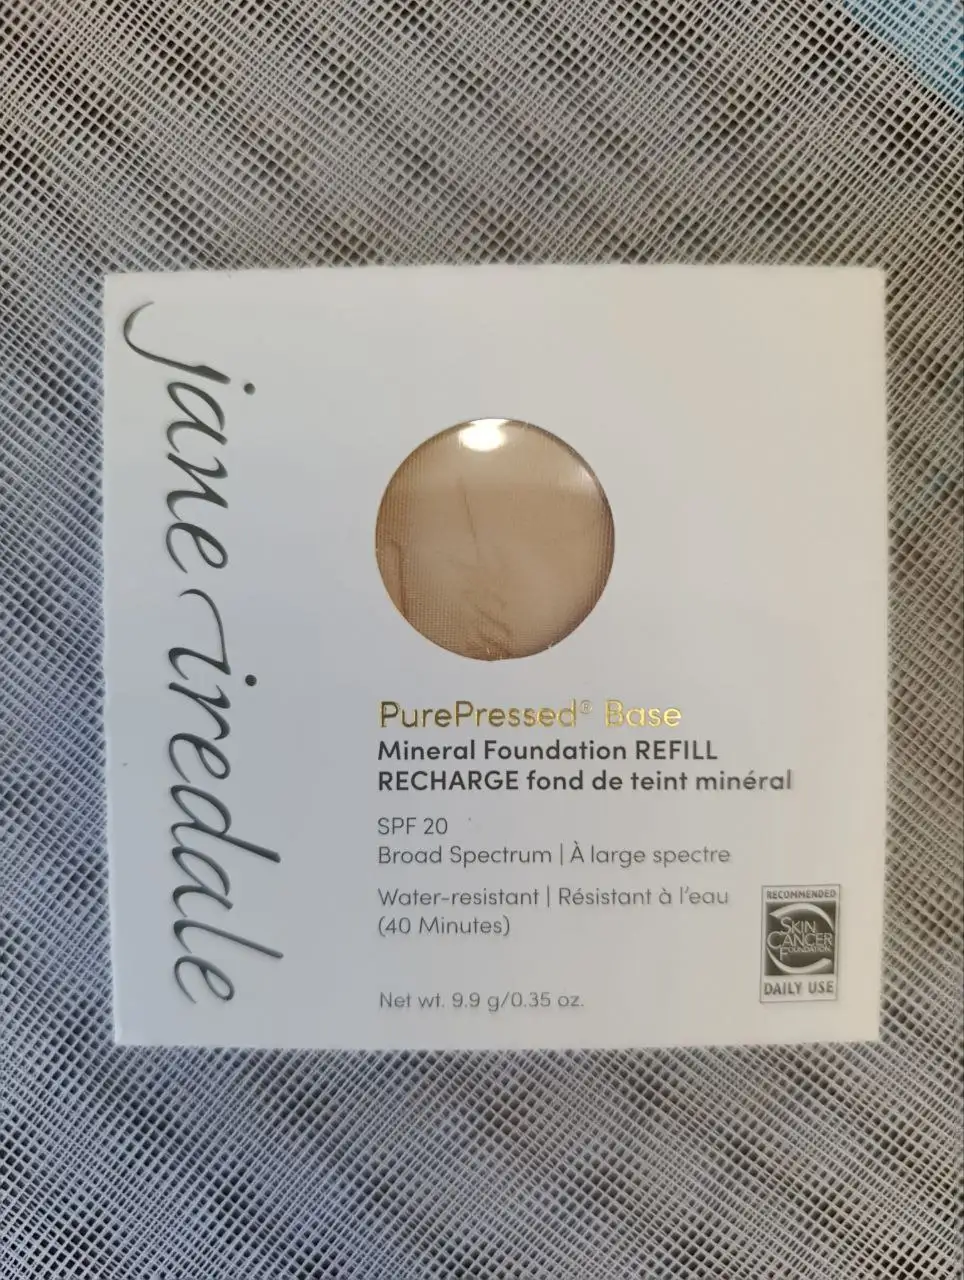 jane iredale
PurePressed® Base
Mineral Foundation REFILL
RECHARGE fond de teint minéral
SPF 20
Broad Spectrum | À large spectre
Water-resistant | Résistant à l'eau
(40 Minutes)
Net wt. 9.9 g/0.35 oz.
RECOMMENDED
SKIN
CANCER
FOUNDATION
DAILY USE